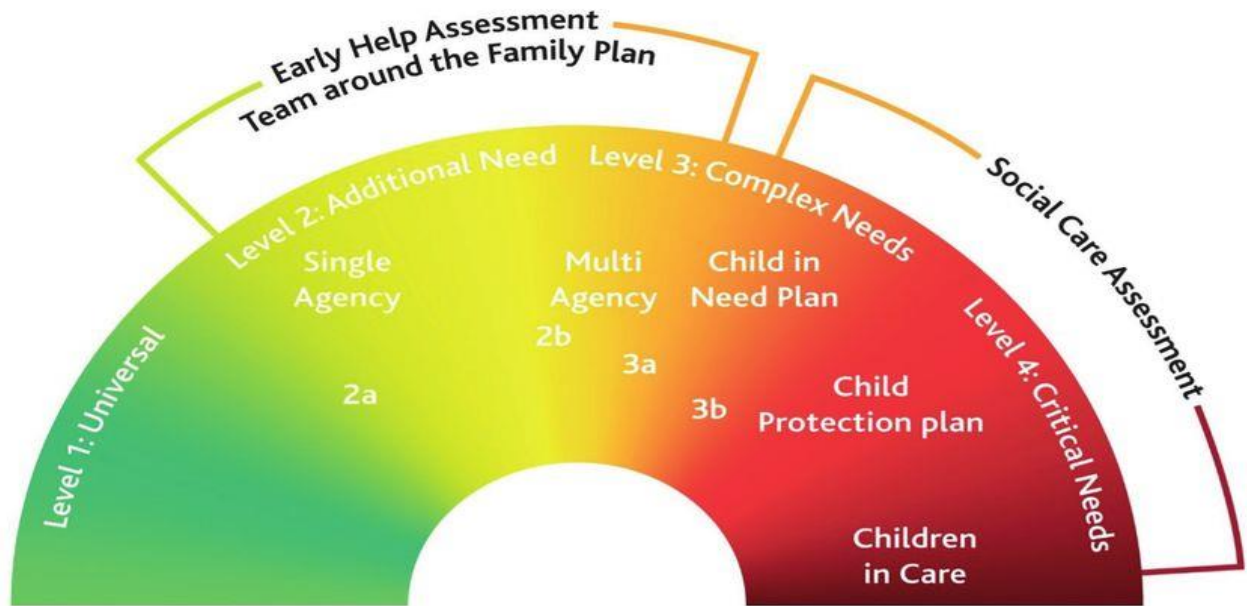 Early Help Assessment
Team around the Family Plan
Social Care Assessment
Level 1: Universal
Level 2: Additional Need
Level 3: Complex Needs
Level 4: Critical Needs
Single
Agency
2a
Multi
Agency
2b
3a
Child in
Need Plan
3b
Child
Protection plan
Children
in Care